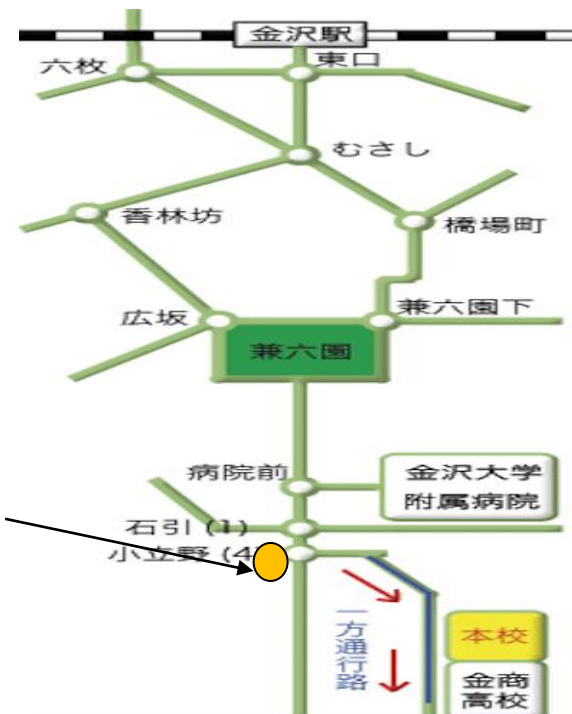 金沢駅
六枚
東口
むさし
香林坊
橋場町
広坂
兼六園下
兼六園
病院前
金沢大学
附属病院
石引(1)
小立野(4
一方通行路
本校
金商
高校